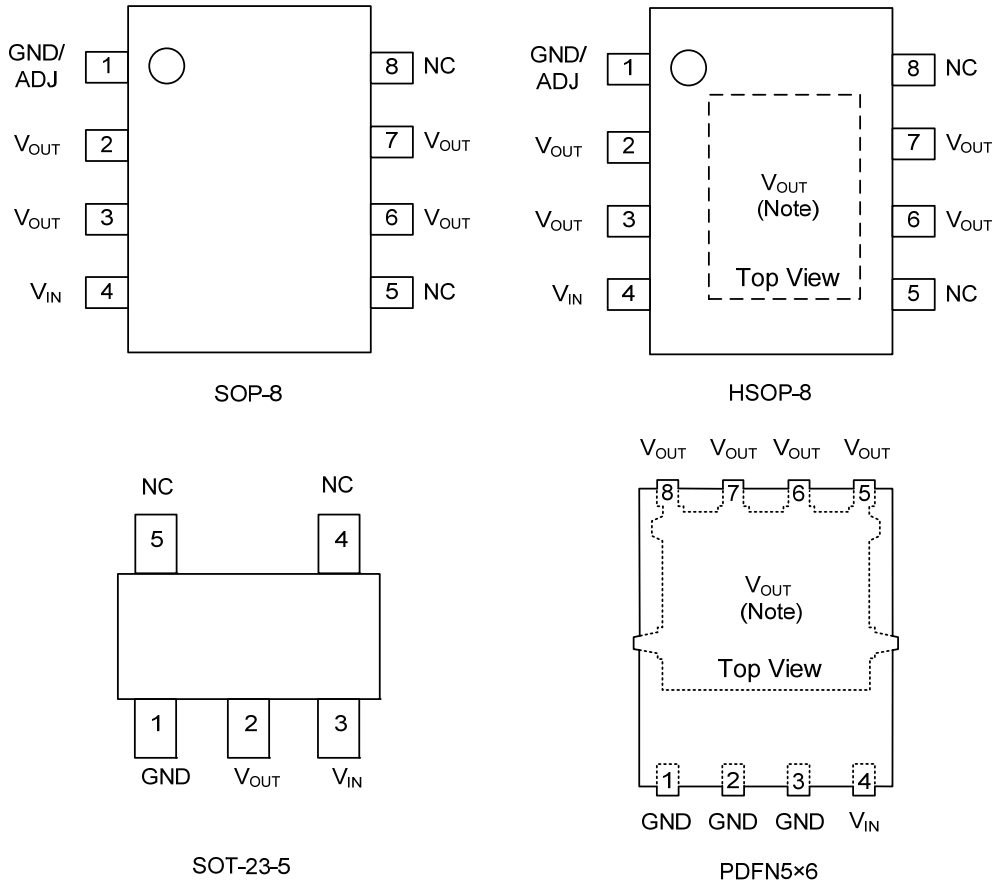 GND/
ADJ
1
8
NC
VOUT
2
7
VOUT
VOUT
3
6
VOUT
VIN
4
5
NC
SOP-8
GND/
ADJ
1
8
NC
VOUT
2
7
VOUT
VOUT
3
6
VOUT
VIN
4
5
NC
VOUT
(Note)
Top View
HSOP-8
NC
NC
5
4
1
2
3
GND
VOUT
VIN
SOT-23-5
VOUT VOUT VOUT VOUT
8 7 6 5
VOUT
(Note)
Top View
1 2 3 4
GND GND GND VIN
PDFN5×6